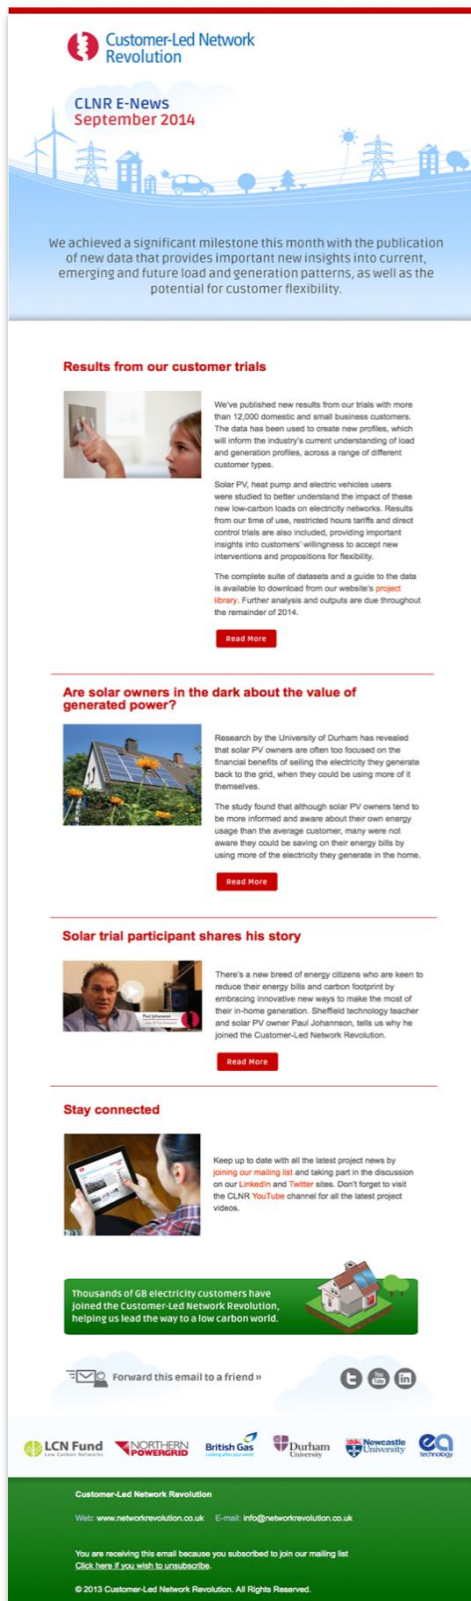 Customer-Led Network
Revolution
CLNR E-News
September 2014
We achieved a significant milestone this month with the publication
of new data that provides important new insights into current,
emerging and future load and generation patterns, as well as the
potential for customer flexibility.
Results from our customer trials
We've published new results from our trials with more
than 12,000 domestic and small business customers.
The data has been used to create new profiles, which
will inform the industry's current understanding of load
and generation profiles, across a range of different
customer types.
Solar PV, heat pump and electric vehicles users
were studied to better understand the impact of these
new low-carbon loads on electricity networks. Results
from our time of use, restricted hours tariffs and direct
control trials are also included, providing important
insights into customers' willingness to accept new
interventions and propositions for flexibility.
The complete suite of datasets and a guide to the data
is available to download from our website's project
library. Further analysis and outputs are due throughout
the remainder of 2014.
Read More
Are solar owners in the dark about the value of
generated power?
Research by the University of Durham has revealed
that solar PV owners are often too focused on the
financial benefits of selling the electricity they generate
back to the grid, when they could be using more of it
themselves.
The study found that although solar PV owners tend to
be more informed and aware about their own energy
usage than the average customer, many were not
aware they could be saving on their energy bills by
using more of the electricity they generate in the home.
Read More
Solar trial participant shares his story
Paul Johannson
There's a new breed of energy citizens who are keen to
reduce their energy bills and carbon footprint by
embracing innovative new ways to make the most of
their in-home generation. Sheffield technology teacher
and solar PV owner Paul Johannson, tells us why he
joined the Customer-Led Network Revolution.
Read More
Stay connected
Keep up to date with all the latest project news by
joining our mailing list and taking part in the discussion
on our LinkedIn and Twitter sites. Don't forget to visit
the CLNR YouTube channel for all the latest project
videos.
Thousands of GB electricity customers have
joined the Customer-Led Network Revolution,
helping us lead the way to a low carbon world.
Forward this email to a friend »
t You Tube in
LCN Fund
Low Carbon Networks
NORTHERN
POWERGRID
British Gas
Looking after your world
Durham
University
Newcastle
University
ea
technology
Customer-Led Network Revolution
Web: www.networkrevolution.co.uk E-mail: info@networkrevolution.co.uk
You are receiving this email because you subscribed to join our mailing list
Click here if you wish to unsubscribe.
© 2013 Customer-Led Network Revolution. All Rights Reserved.